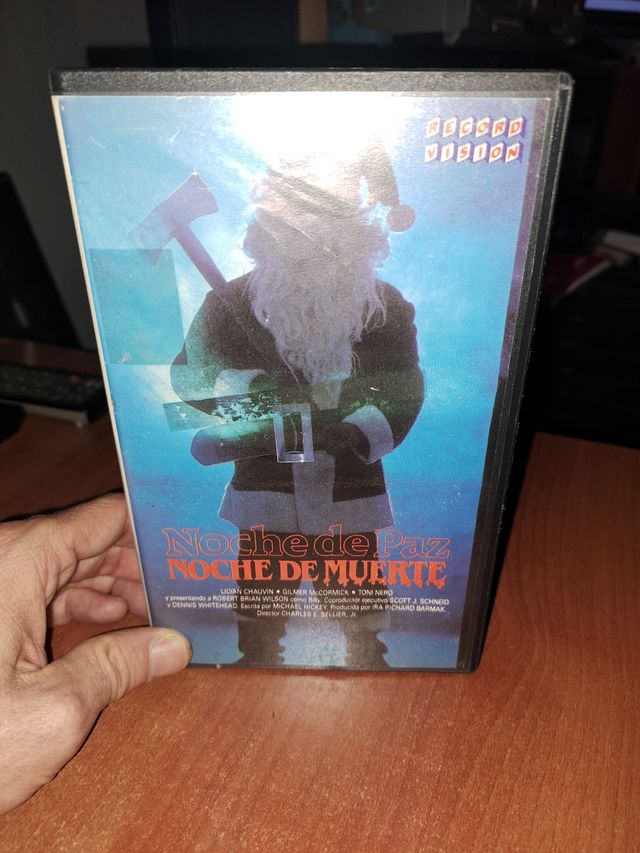 RECORD
VISION
Noche de Paz
NOCHE DE MUERTE
LILYAN CHAUVIN • GILMER McCORMICK • TONI NERO
y presentando a ROBERT BRIAN WILSON como Billy. Coproductor ejecutivo SCOTT J. SCHNEID
y DENNIS WHITEHEAD. Escrita por MICHAEL HICKEY. Producida por IRA RICHARD BARMAK.
Director CHARLES E. SELLIER, Jr.